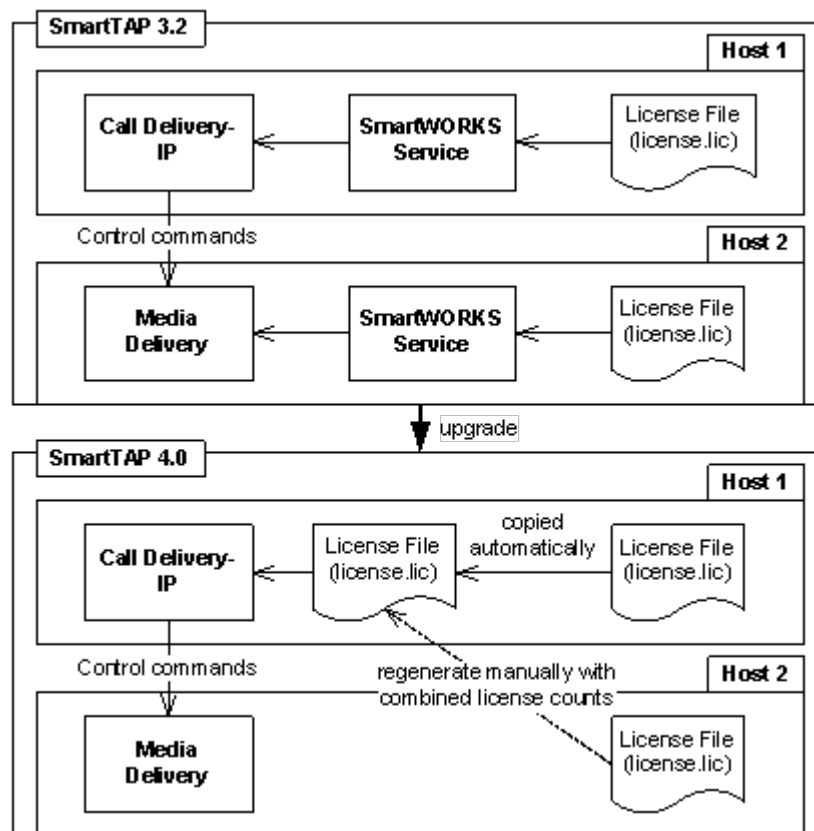 SmartTAP 3.2
Host 1
Call Delivery-
IP
SmartWORKS
Service
License File
(license.lic)
Control commands
Host 2
Media
Delivery
SmartWORKS
Service
License File
(license.lic)
upgrade
SmartTAP 4.0
Host 1
Call Delivery-
IP
License File
(license.lic)
copied
automatically
License File
(license.lic)
Control commands
regenerate manually with
combined license counts
Host 2
Media
Delivery
License File
(license.lic)